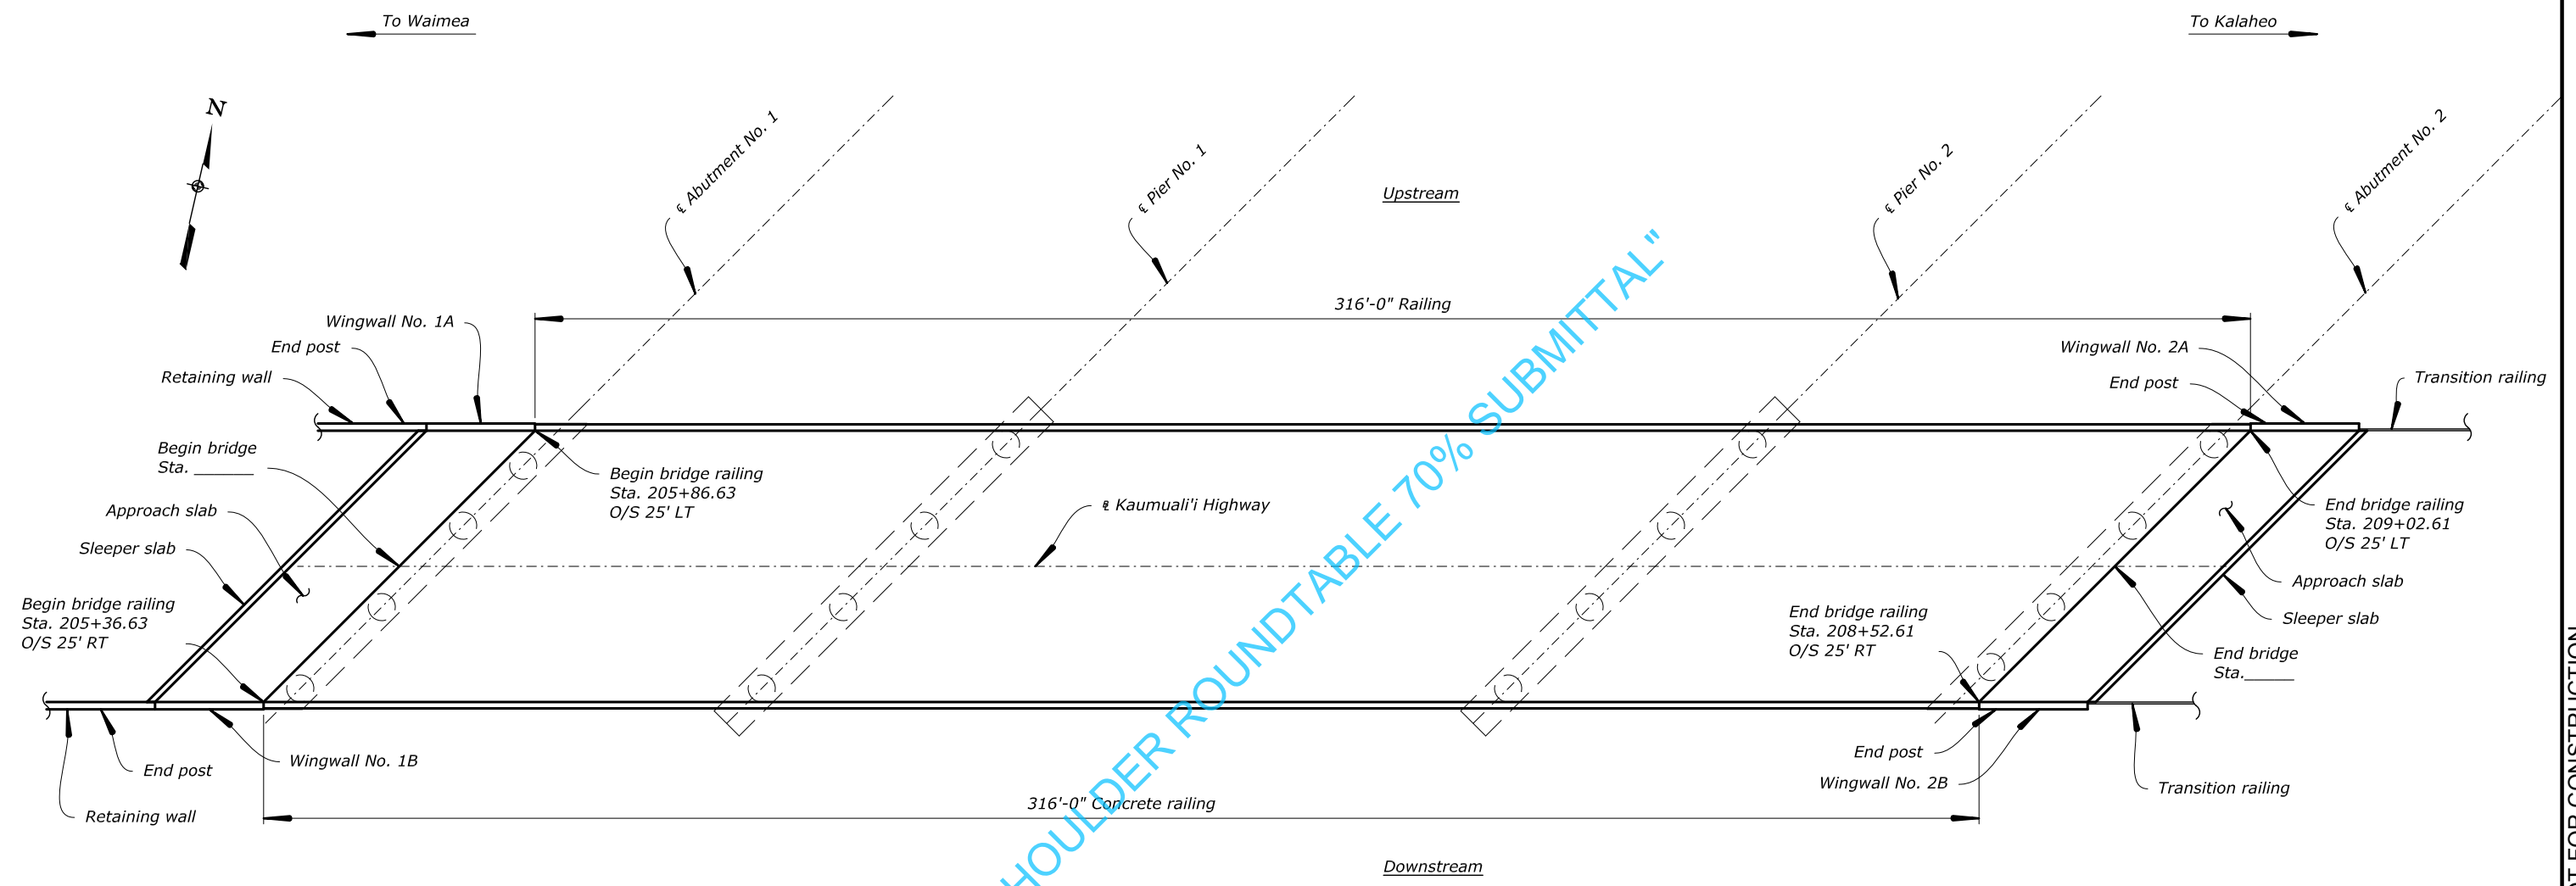 To Waimea
To Kalaheo
N
℄ Abutment No. 1
℄ Pier No. 1
Upstream
℄ Pier No. 2
℄ Abutment No. 2
316'-0" Railing
Wingwall No. 1A
End post
Retaining wall
Wingwall No. 2A
End post
Transition railing
Begin bridge
Sta. _______
Begin bridge railing
Sta. 205+86.63
O/S 25' LT
Kaumuali'i Highway
End bridge railing
Sta. 209+02.61
O/S 25' LT
Approach slab
Sleeper slab
Approach slab
Sleeper slab
Begin bridge railing
Sta. 205+36.63
O/S 25' RT
End bridge railing
Sta. 208+52.61
O/S 25' RT
End bridge
Sta.______
Wingwall No. 1B
End post
Retaining wall
End post
Wingwall No. 2B
Transition railing
316'-0" Concrete railing
Downstream
HOULDER ROUNDTABLE 70% SUBMITTAL"
FOR CONSTRUCTION